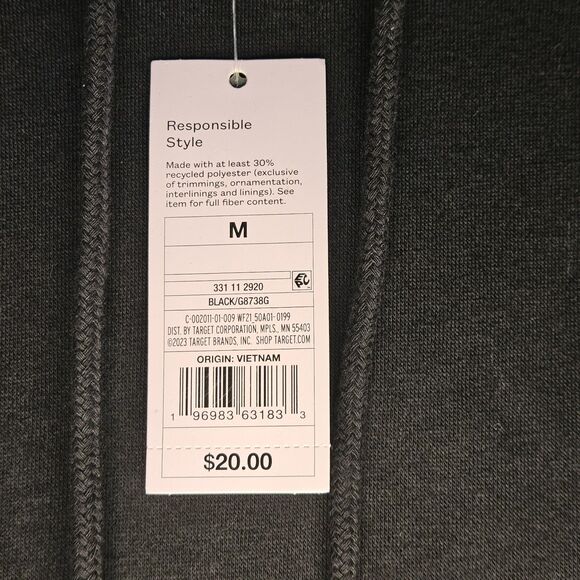 Responsible
Style
Made with at least 30%
recycled polyester (exclusive
of trimmings, ornamentation,
interlinings and linings). See
item for full fiber content.
M
331 11 2920
BLACK/G8738G
C-002011-01-009 WF21_50A01-0199
DIST. BY TARGET CORPORATION, MPLS., MN 55403
©2023 TARGET BRANDS, INC. SHOP TARGET.COM
ORIGIN: VIETNAM
1 96983 63183 3
$20.00